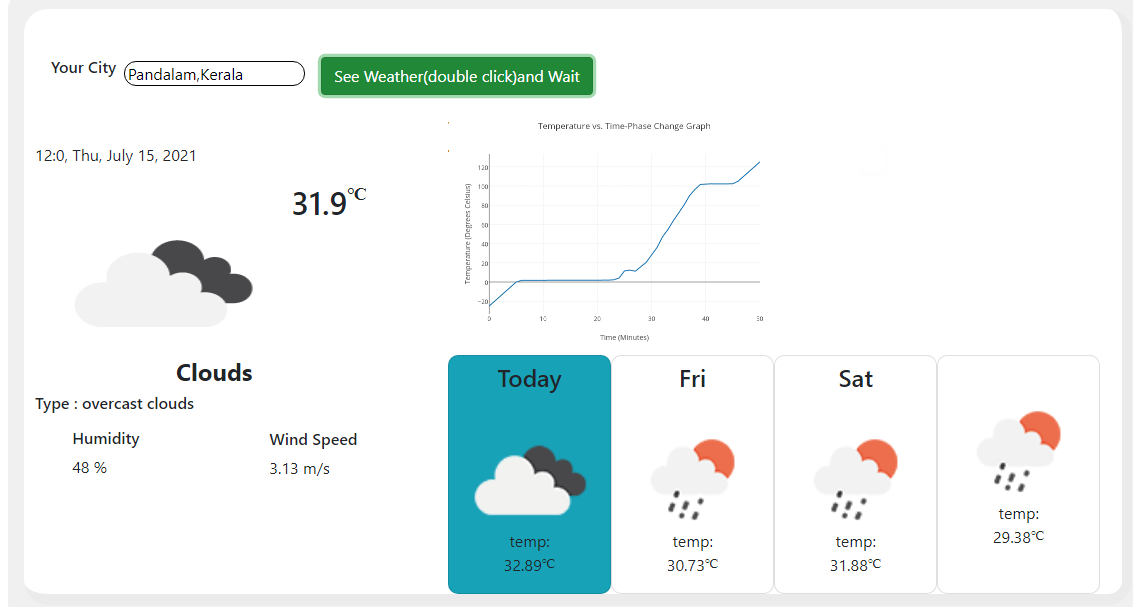 Your City
Pandalam,Kerala
See Weather(double click)and Wait
12:0, Thu, July 15, 2021
31.9°C
Clouds
Type : overcast clouds
Humidity
Wind Speed
48 %
3.13 m/s
Temperature vs. Time-Phase Change Graph
Temperature (Degrees Celsius)
120
100
80
60
40
20
0
−20
0 10 20 30 40 50
Time (Minutes)
Today
temp:
32.89°C
Fri
temp:
30.73°C
Sat
temp:
31.88°C
temp:
29.38°C